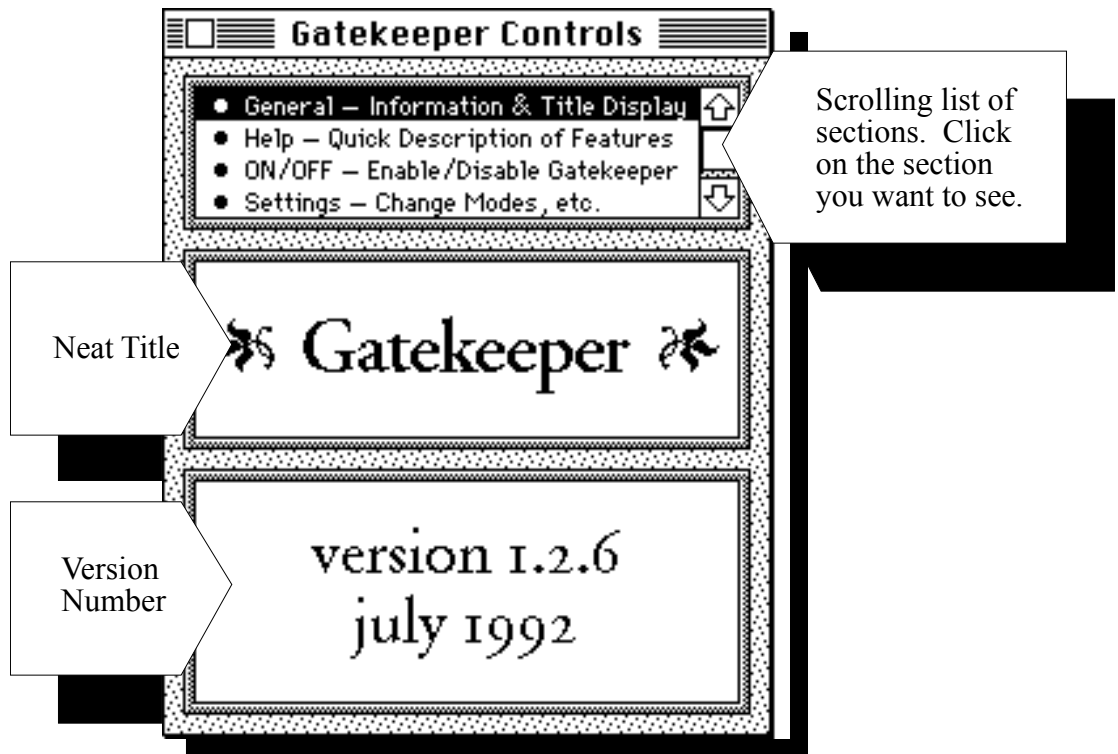 Gatekeeper Controls
● General – Information & Title Display
● Help – Quick Description of Features
● ON/OFF – Enable/Disable Gatekeeper
● Settings – Change Modes, etc.
Scrolling list of
sections.  Click
on the section
you want to see.
Neat Title
Gatekeeper
Version
Number
version 1.2.6
july 1992